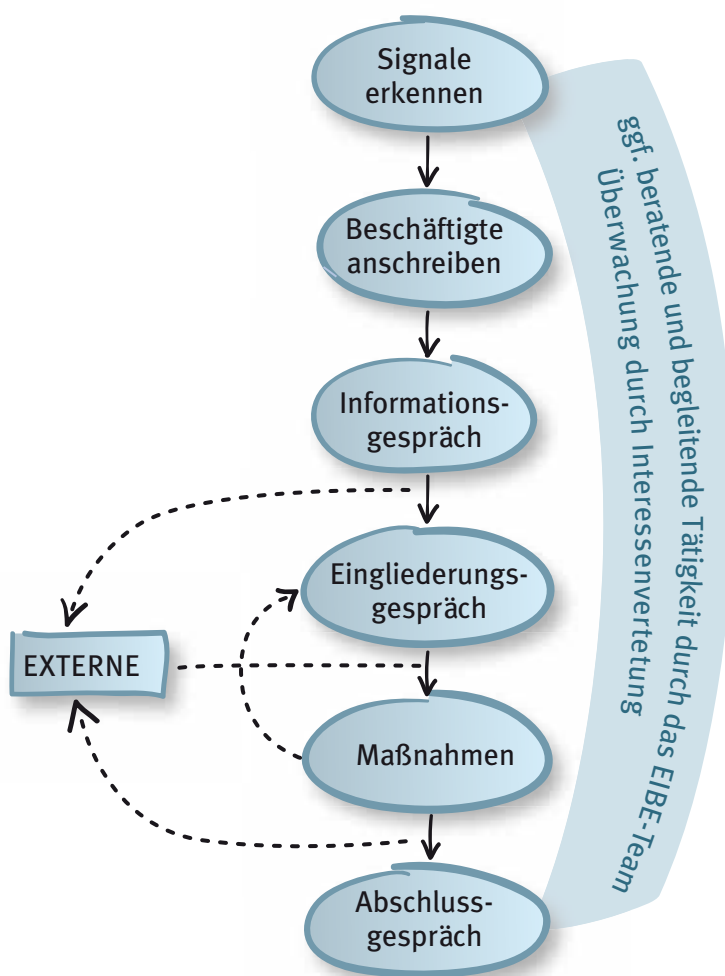 Signale
erkennen
Beschäftigte
anschreiben
Informations-
gespräch
Eingliederungs-
gespräch
EXTERNE
Maßnahmen
Abschluss-
gespräch
ggf. beratende und begleitende Tätigkeit durch das EIBE-Team
Überwachung durch Interessenvertetung